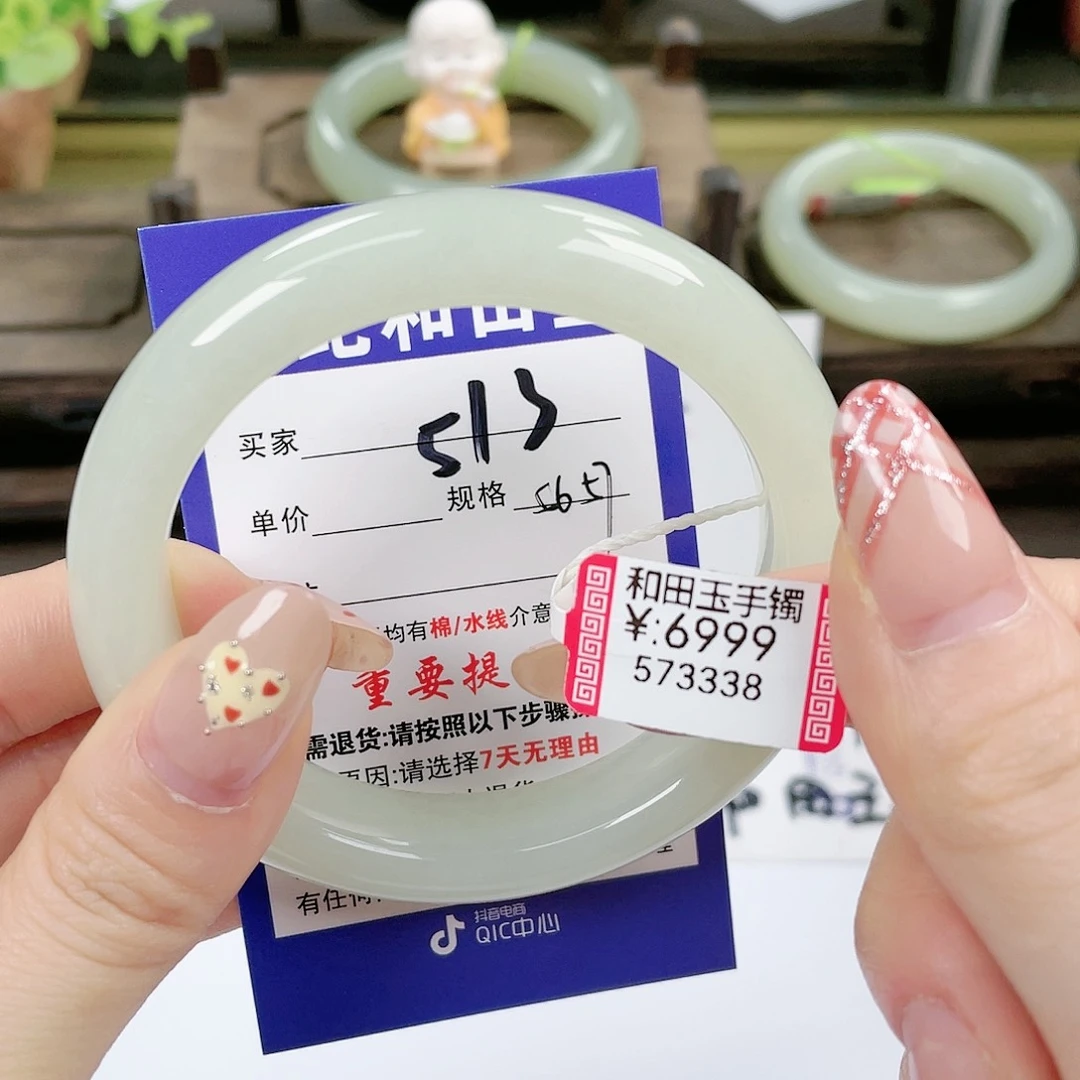 和田
买家 513
单价 规格 565
均有棉/水线介意
重要提
需退货:请按照以下步骤
原因:请选择7天无理由
有任何
抖音电商
QIC中心
和田玉手镯
¥:6999
573338